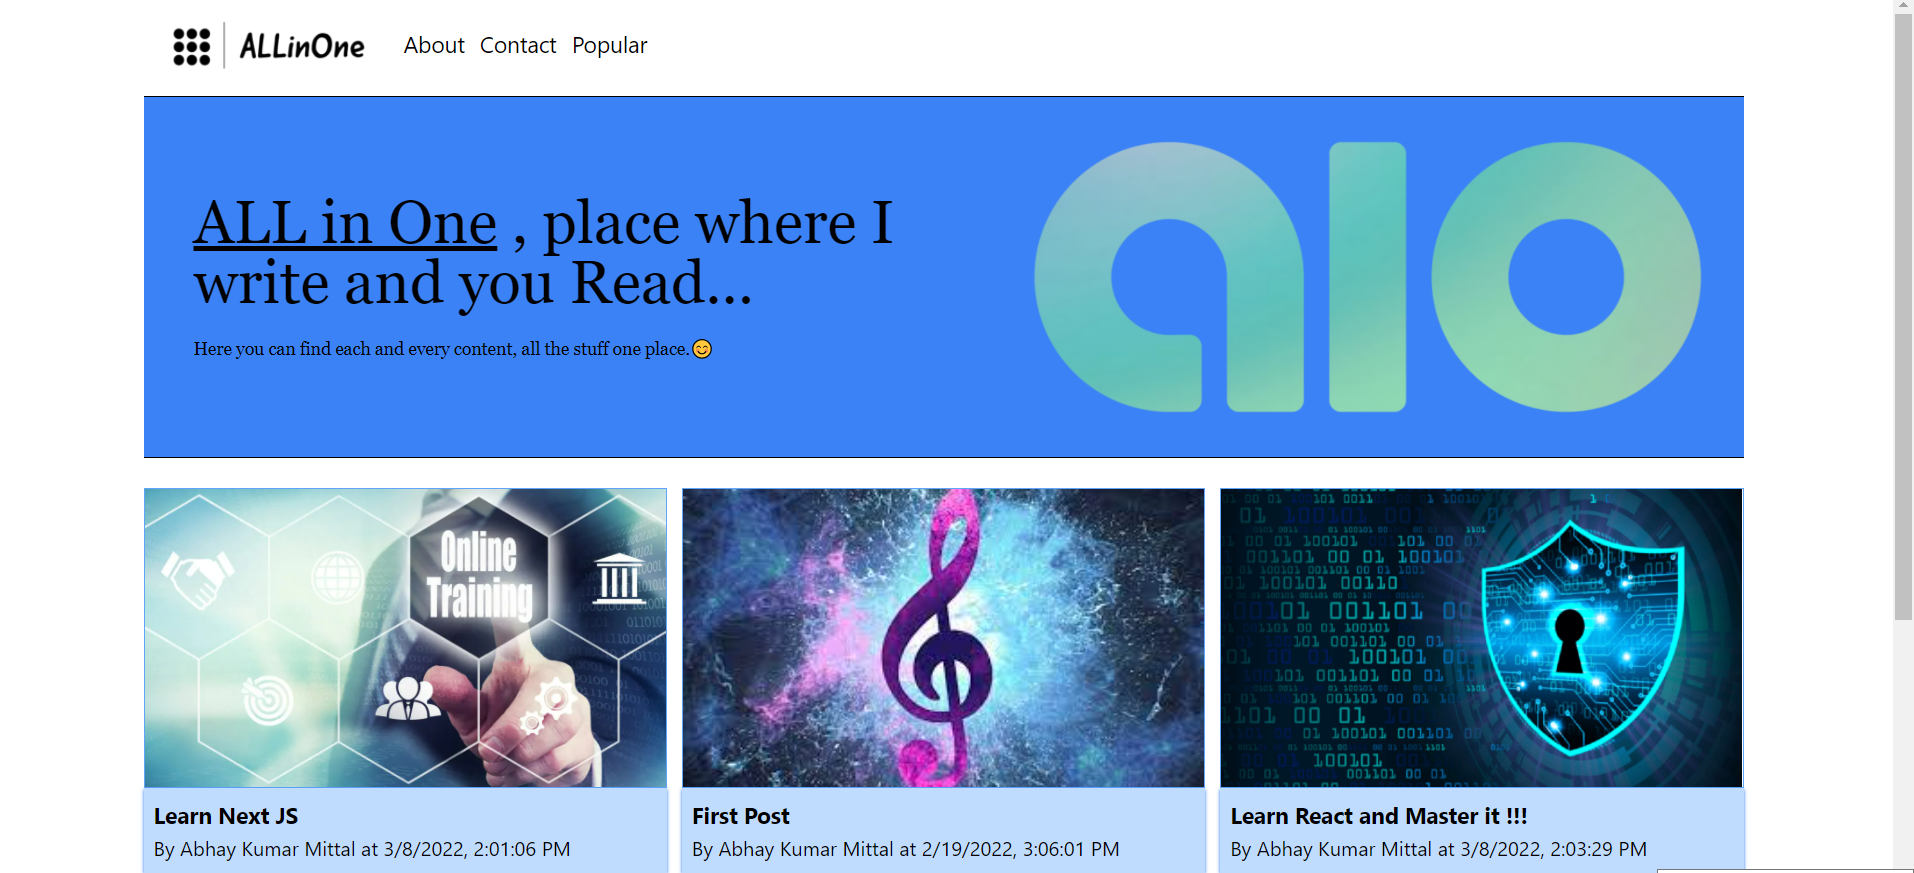 ALLinOne About Contact Popular
ALL in One , place where I
write and you Read...
Here you can find each and every content, all the stuff one place.😊
aio
Online
Training
Learn Next JS
By Abhay Kumar Mittal at 3/8/2022, 2:01:06 PM
First Post
By Abhay Kumar Mittal at 2/19/2022, 3:06:01 PM
Learn React and Master it !!!
By Abhay Kumar Mittal at 3/8/2022, 2:03:29 PM